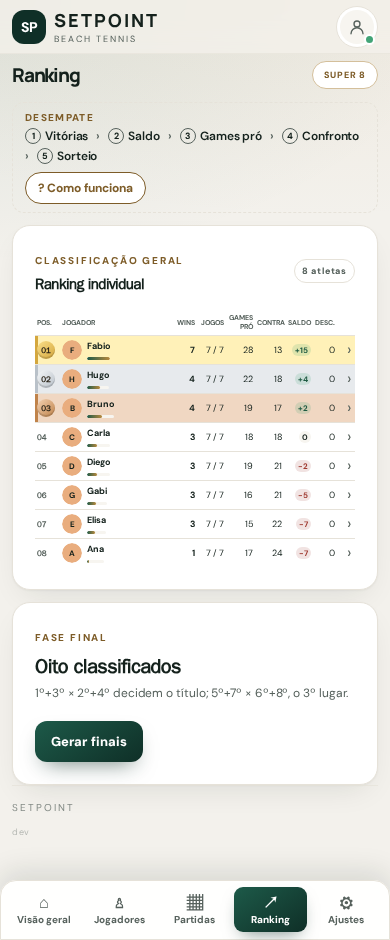 SP SETPOINT
BEACH TENNIS
Ranking SUPER 8
DESEMPATE
1 Vitórias › 2 Saldo › 3 Games pró › 4 Confronto
› 5 Sorteio
? Como funciona
CLASSIFICAÇÃO GERAL
Ranking individual 8 atletas
POS. JOGADOR WINS JOGOS GAMES PRÓ CONTRA SALDO DESC.
01 F Fabio 7 7 / 7 28 13 +15 0 ›
02 H Hugo 4 7 / 7 22 18 +4 0 ›
03 B Bruno 4 7 / 7 19 17 +2 0 ›
04 C Carla 3 7 / 7 18 18 0 0 ›
05 D Diego 3 7 / 7 19 21 −2 0 ›
06 G Gabi 3 7 / 7 16 21 −5 0 ›
07 E Elisa 3 7 / 7 15 22 −7 0 ›
08 A Ana 1 7 / 7 17 24 −7 0 ›
FASE FINAL
Oito classificados
1º+3º × 2º+4º decidem o título; 5º+7º × 6º+8º, o 3º lugar.
Gerar finais
SETPOINT
dev
Visão geral Jogadores Partidas Ranking Ajustes